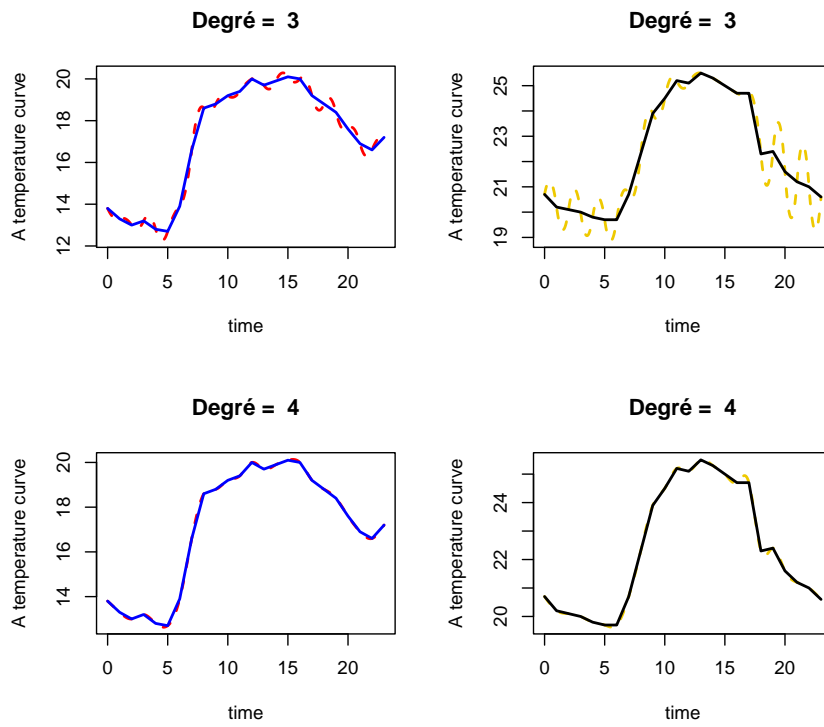 Degré = 3
A temperature curve
12 14 16 18 20
0 5 10 15 20
time
Degré = 3
A temperature curve
19 21 23 25
0 5 10 15 20
time
Degré = 4
A temperature curve
14 16 18 20
0 5 10 15 20
time
Degré = 4
A temperature curve
20 22 24
0 5 10 15 20
time